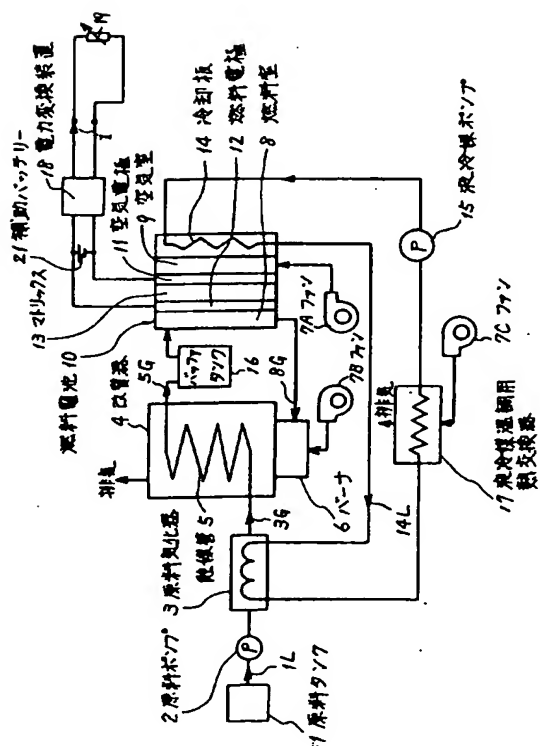 21 補助バッテリー
18 電力変換装置
19
I
13 マトリックス
11 空気電極
9 空気室
14 冷却板
12 燃料電極
8 燃料室
燃料電池 10
4 改質器
5G
バッファタンク
16
7A ファン
8G
7B ファン
排気
触媒管 5
6 バーナ
3 原料気化器
3G
14L
2 原料ポンプ
P
1L
1 原料タンク
15 液冷媒ポンプ
P
7C ファン
排気
17 液冷媒温調用
熱交換器